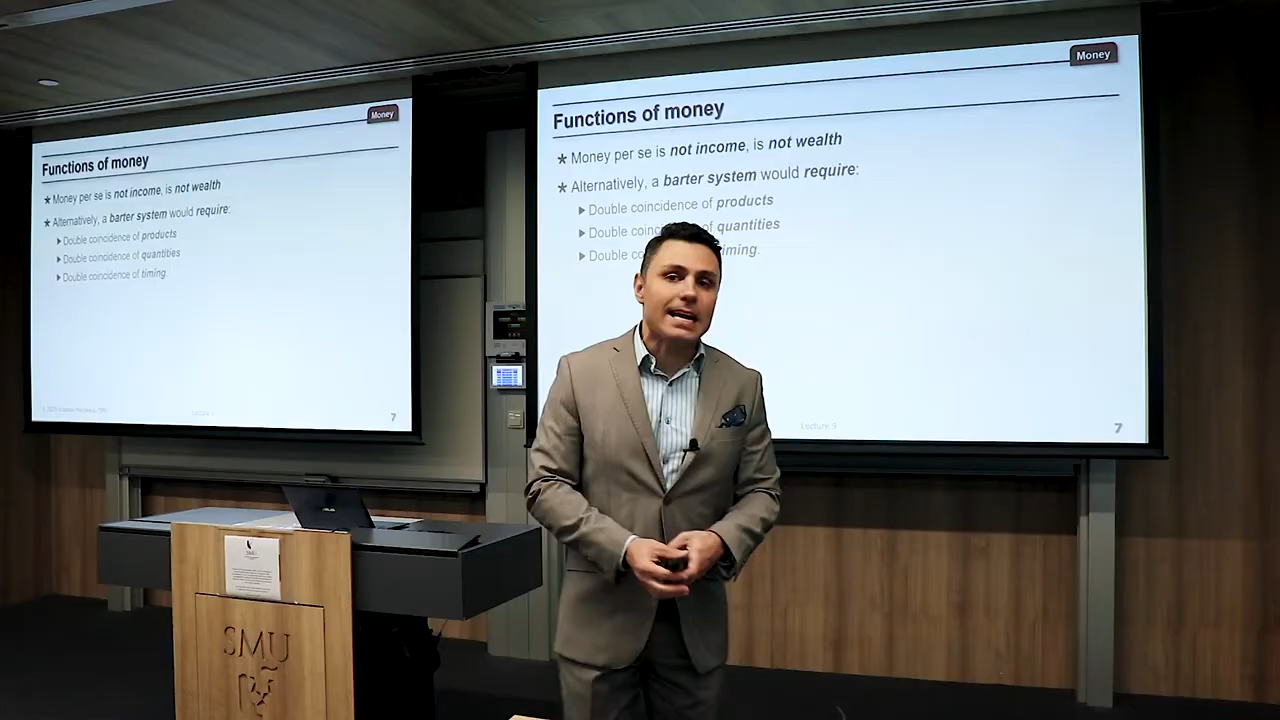 Money
Functions of money
★ Money per se is not income, is not wealth
★ Alternatively, a barter system would require:
▶ Double coincidence of products
▶ Double coincidence of quantities
▶ Double coincidence of timing.
7
Money
Functions of money
★ Money per se is not income, is not wealth
★ Alternatively, a barter system would require:
▶ Double coincidence of products
▶ Double coinc of quantities
▶ Double co timing.
Lecture 9
7
SMU